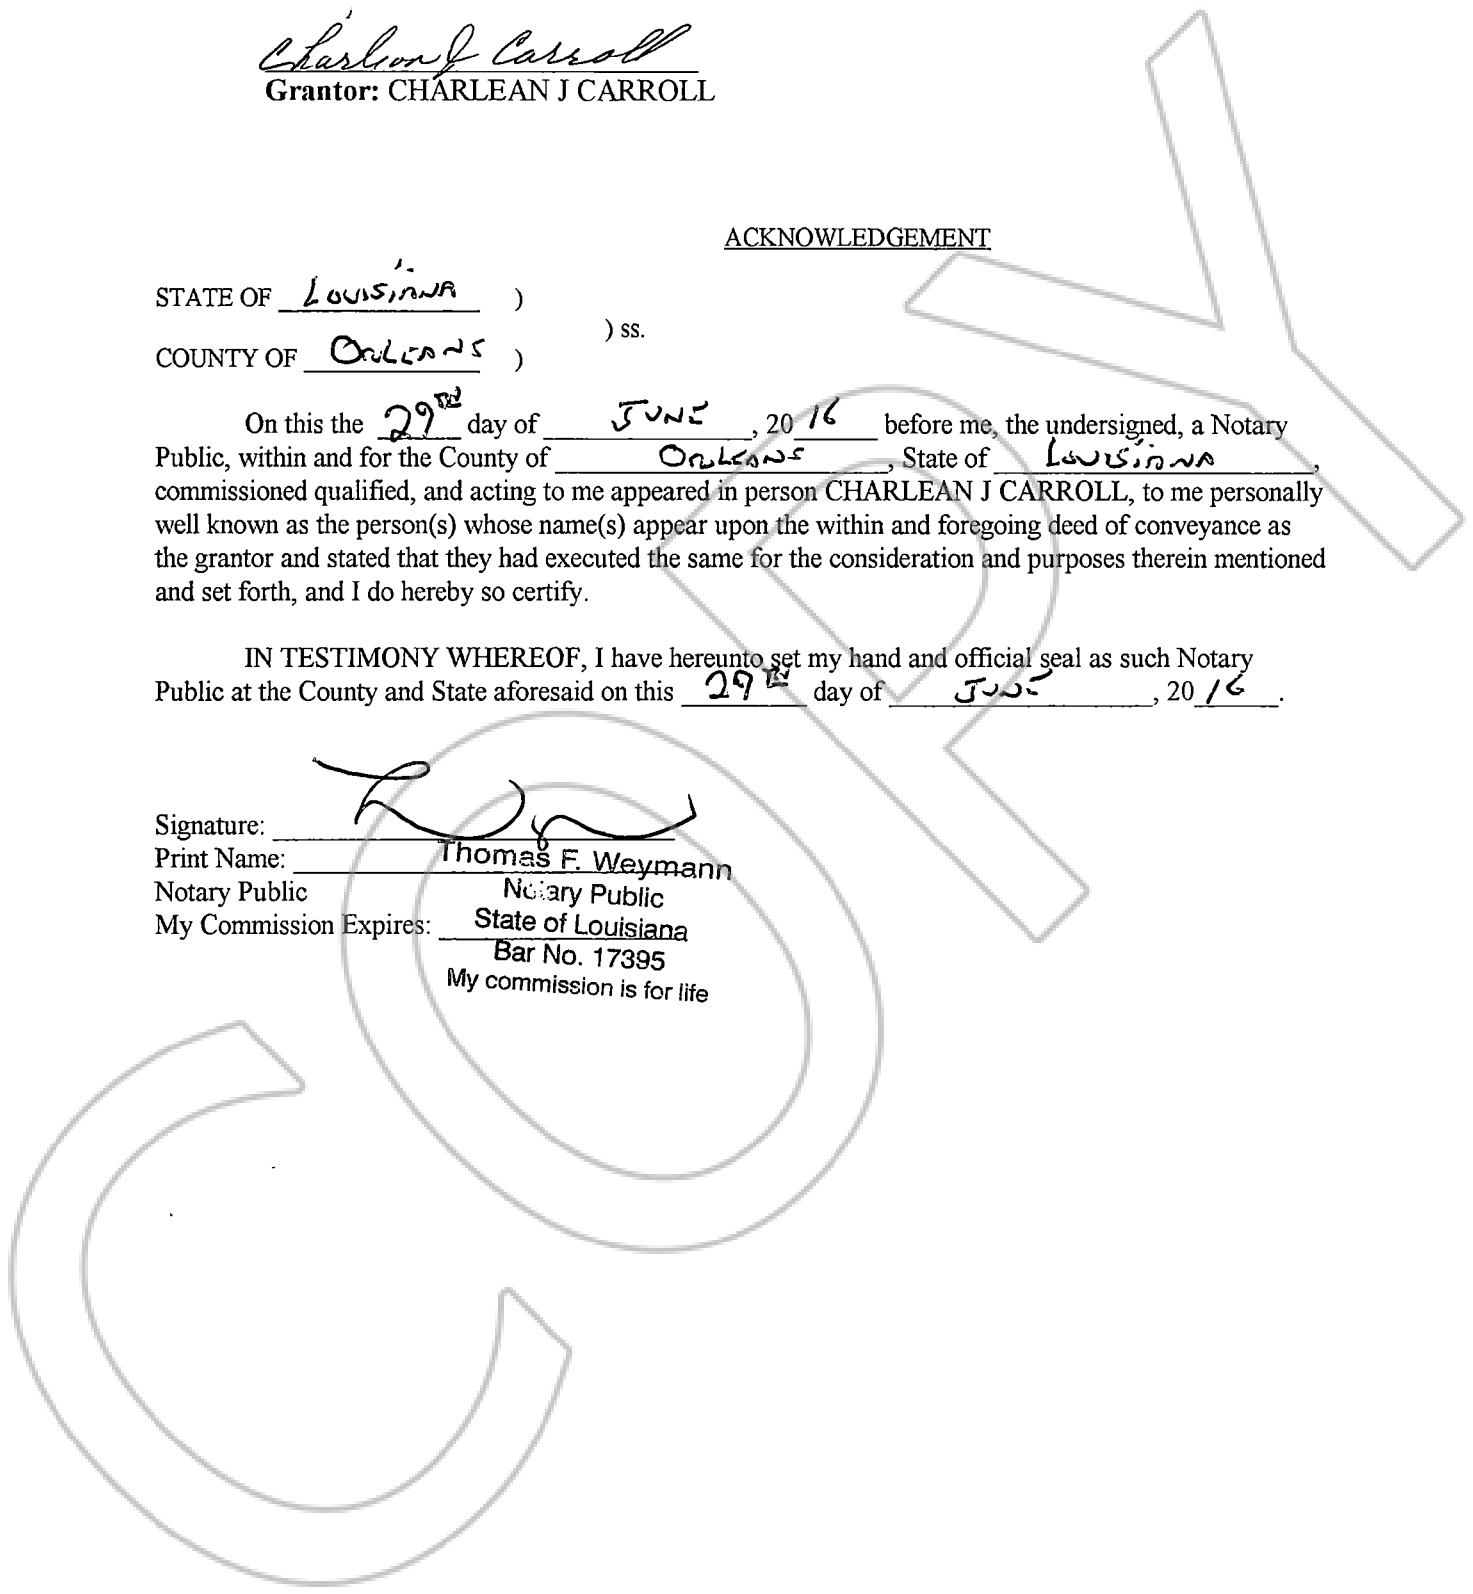 Charlean J Carroll
Grantor: CHARLEAN J CARROLL
ACKNOWLEDGEMENT
STATE OF LOUISIANA )
) ss.
COUNTY OF ORLEANS )
On this the 29TH day of JUNE, 2016 before me, the undersigned, a Notary
Public, within and for the County of ORLEANS, State of LOUISIANA,
commissioned qualified, and acting to me appeared in person CHARLEAN J CARROLL, to me personally
well known as the person(s) whose name(s) appear upon the within and foregoing deed of conveyance as
the grantor and stated that they had executed the same for the consideration and purposes therein mentioned
and set forth, and I do hereby so certify.
IN TESTIMONY WHEREOF, I have hereunto set my hand and official seal as such Notary
Public at the County and State aforesaid on this 29TH day of JUNE, 2016.
Signature:
Print Name: Thomas F. Weymann
Notary Public Notary Public
My Commission Expires: State of Louisiana
Bar No. 17395
My commission is for life
COPY